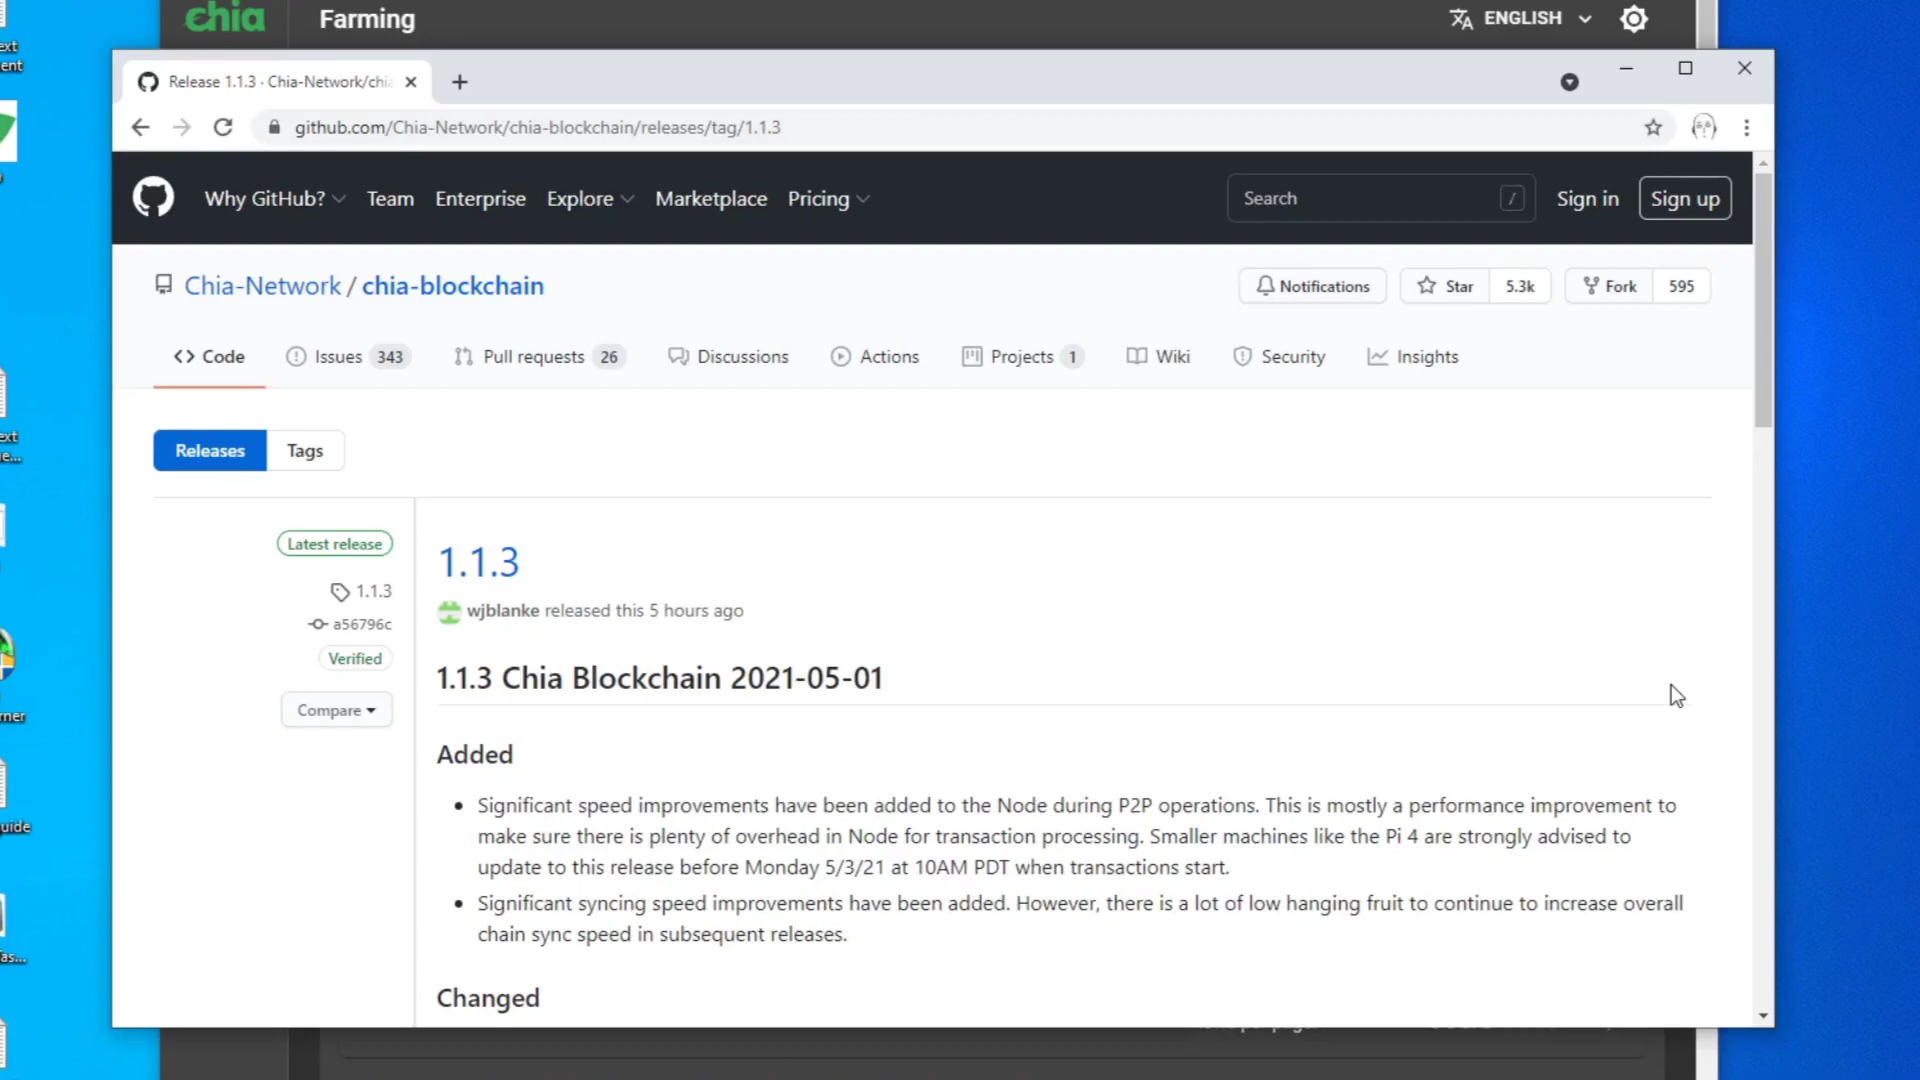 chia
Farming
ENGLISH
ext
ent
Release 1.1.3 · Chia-Network/chia
github.com/Chia-Network/chia-blockchain/releases/tag/1.1.3
Why GitHub?
Team
Enterprise
Explore
Marketplace
Pricing
Search
/
Sign in
Sign up
Chia-Network / chia-blockchain
Notifications
Star
5.3k
Fork
595
Code
Issues 343
Pull requests 26
Discussions
Actions
Projects 1
Wiki
Security
Insights
ext
e...
Releases
Tags
Latest release
1.1.3
a56796c
Verified
Compare
1.1.3
wjblanke released this 5 hours ago
1.1.3 Chia Blockchain 2021-05-01
Added
• Significant speed improvements have been added to the Node during P2P operations. This is mostly a performance improvement to
make sure there is plenty of overhead in Node for transaction processing. Smaller machines like the Pi 4 are strongly advised to
update to this release before Monday 5/3/21 at 10AM PDT when transactions start.
• Significant syncing speed improvements have been added. However, there is a lot of low hanging fruit to continue to increase overall
chain sync speed in subsequent releases.
Changed
rner
uide
as...